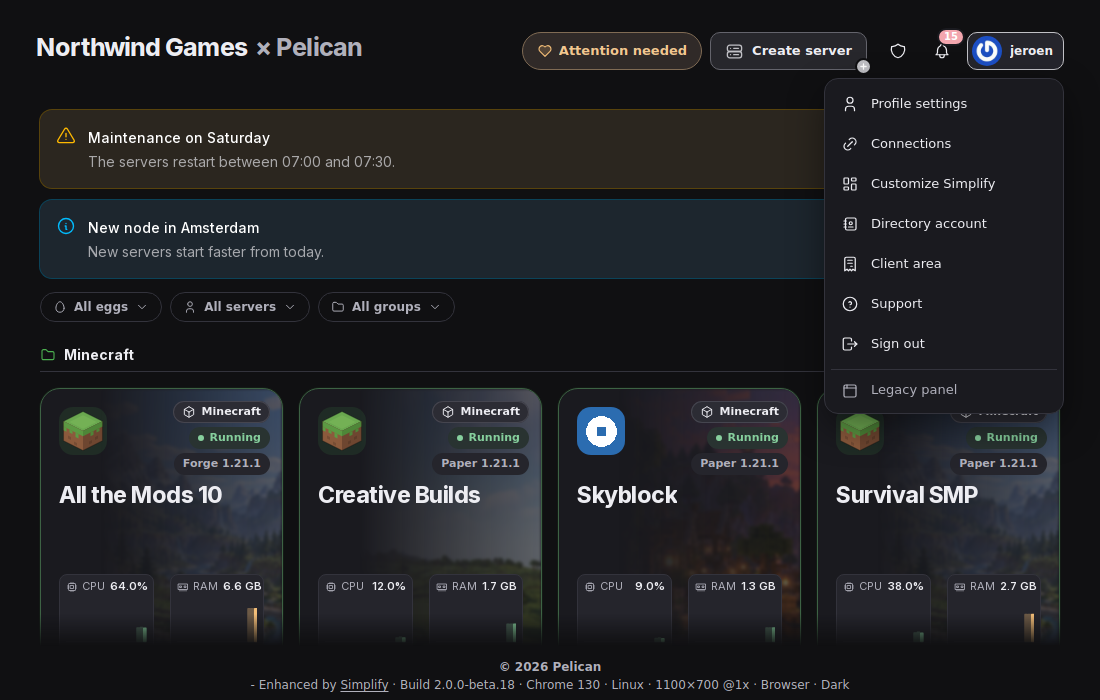 Northwind Games × Pelican
Attention needed
Create server
15
jeroen
Profile settings
Connections
Customize Simplify
Directory account
Client area
Support
Sign out
Legacy panel
Maintenance on Saturday
The servers restart between 07:00 and 07:30.
New node in Amsterdam
New servers start faster from today.
All eggs
All servers
All groups
Minecraft
Minecraft
Running
Forge 1.21.1
All the Mods 10
CPU 64.0%
RAM 6.6 GB
Minecraft
Running
Paper 1.21.1
Creative Builds
CPU 12.0%
RAM 1.7 GB
Minecraft
Running
Paper 1.21.1
Skyblock
CPU 9.0%
RAM 1.3 GB
Minecraft
Running
Paper 1.21.1
Survival SMP
CPU 38.0%
RAM 2.7 GB
© 2026 Pelican
- Enhanced by Simplify · Build 2.0.0-beta.18 · Chrome 130 · Linux · 1100×700 @1x · Browser · Dark